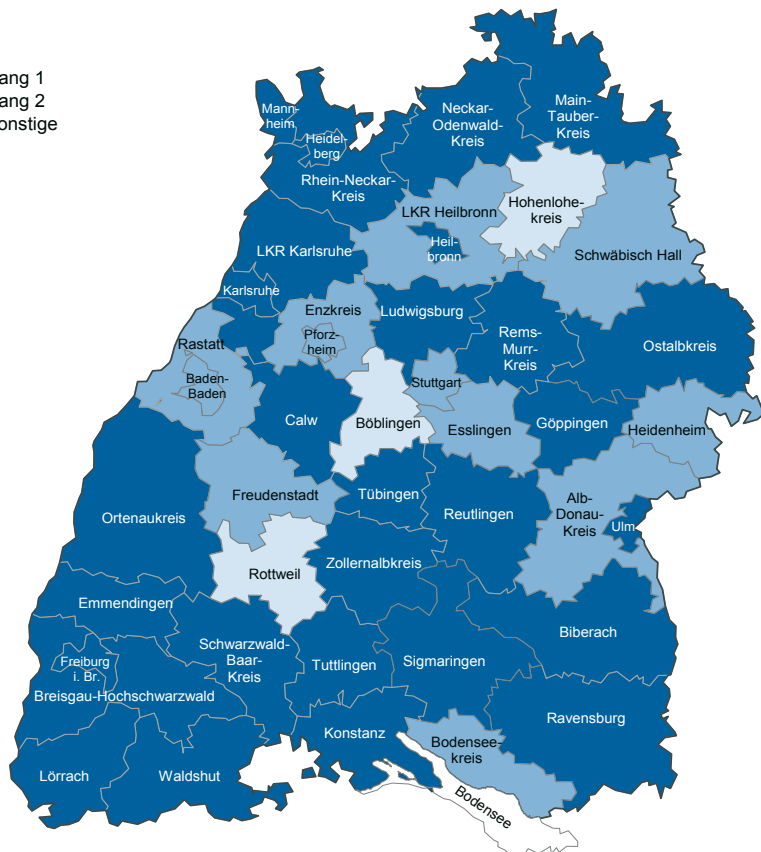 ang 1
ang 2
onstige
Mann-
heim
Heidel-
berg
Rhein-Neckar-
Kreis
Neckar-
Odenwald-
Kreis
Main-
Tauber-
Kreis
LKR Heilbronn
Heil-
bronn
Hohenlohe-
kreis
Schwäbisch Hall
LKR Karlsruhe
Karlsruhe
Enzkreis
Pforz-
heim
Ludwigsburg
Rems-
Murr-
Kreis
Ostalbkreis
Rastatt
Baden-
Baden
Calw
Böblingen
Stuttgart
Esslingen
Göppingen
Heidenheim
Ortenaukreis
Freudenstadt
Tübingen
Reutlingen
Alb-
Donau-
Kreis
Ulm
Rottweil
Zollernalbkreis
Emmendingen
Freiburg
i. Br.
Breisgau-Hochschwarzwald
Schwarzwald-
Baar-
Kreis
Tuttlingen
Sigmaringen
Biberach
Konstanz
Bodensee-
kreis
Ravensburg
Lörrach
Waldshut
Bodensee